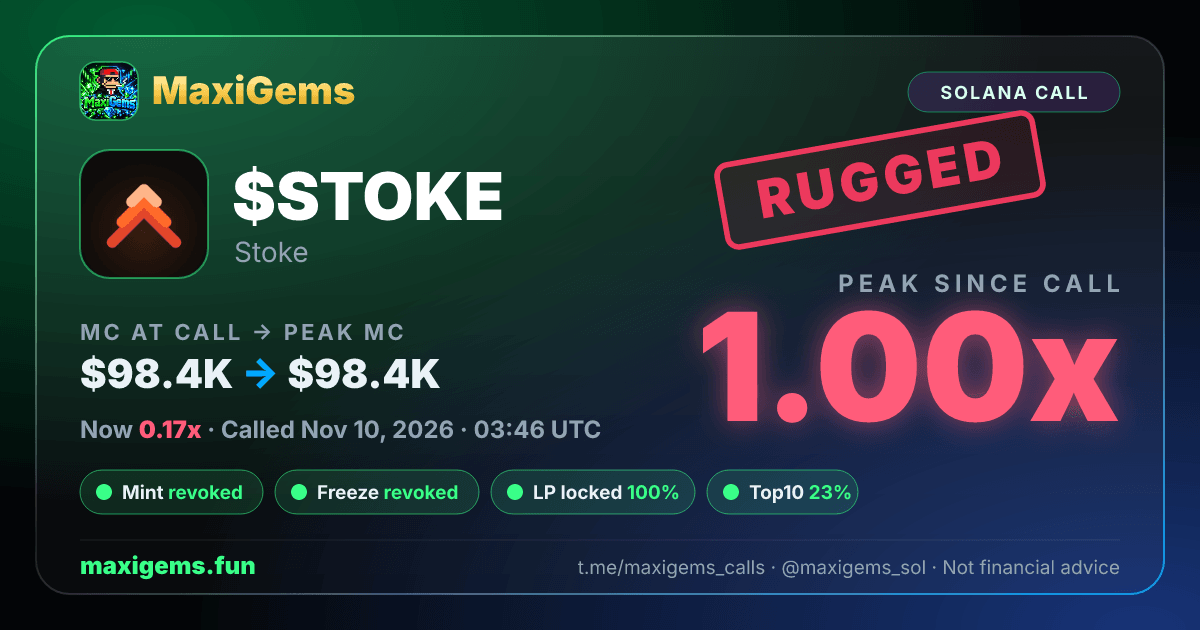 MaxiGems
MaxiGems
SOLANA CALL
RUGGED
$STOKE
Stoke
PEAK SINCE CALL
1.00x
MC AT CALL → PEAK MC
$98.4K → $98.4K
Now 0.17x · Called Nov 10, 2026 · 03:46 UTC
Mint revoked
Freeze revoked
LP locked 100%
Top10 23%
maxigems.fun
t.me/maxigems_calls · @maxigems_sol · Not financial advice